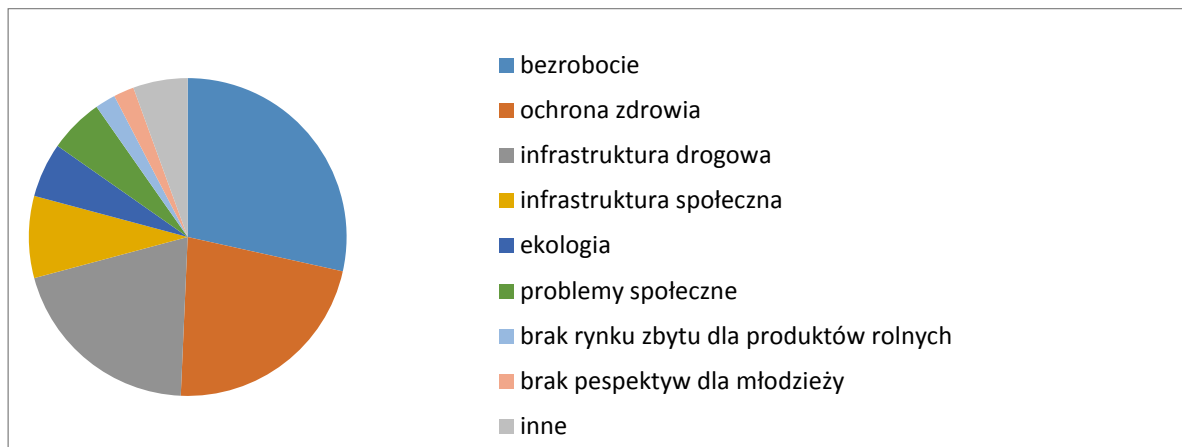 bezrobocie
ochrona zdrowia
infrastruktura drogowa
infrastruktura społeczna
ekologia
problemy społeczne
brak rynku zbytu dla produktów rolnych
brak pespektyw dla młodzieży
inne